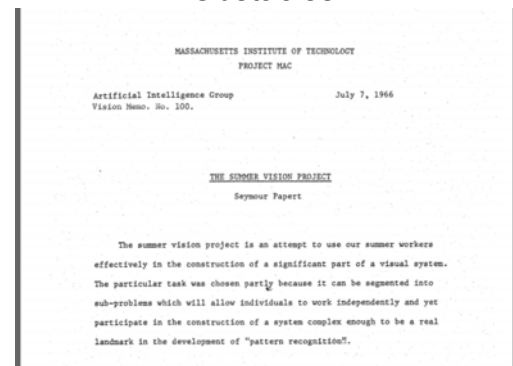 MASSACHUSETTS INSTITUTE OF TECHNOLOGY
PROJECT MAC
Artificial Intelligence Group July 7, 1966
Vision Memo. No. 100.
THE SUMMER VISION PROJECT
Seymour Papert
The summer vision project is an attempt to use our summer workers
effectively in the construction of a significant part of a visual system.
The particular task was chosen partly because it can be segmented into
sub-problems which will allow individuals to work independently and yet
participate in the construction of a system complex enough to be a real
landmark in the development of "pattern recognition".